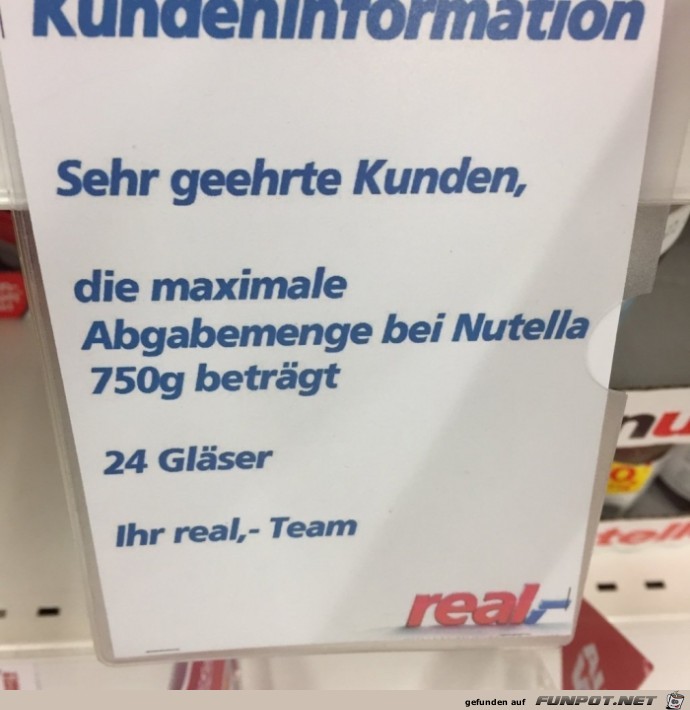 Kundeninformation
Sehr geehrte Kunden,
die maximale
Abgabemenge bei Nutella
750g beträgt
24 Gläser
Ihr real,- Team
real,-
gefunden auf FUNPOT.NET